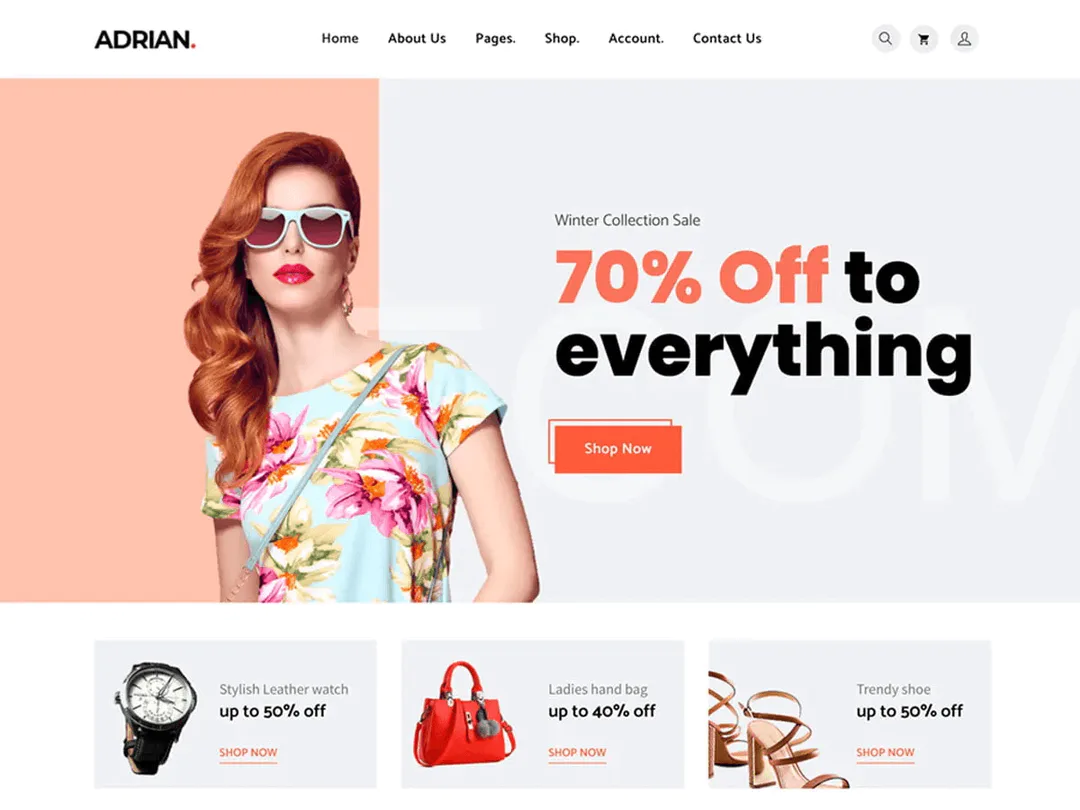 ADRIAN.
Home About Us Pages. Shop. Account. Contact Us
Winter Collection Sale
70% Off to
everything
Shop Now
ECOM
Stylish Leather watch
up to 50% off
SHOP NOW
Ladies hand bag
up to 40% off
SHOP NOW
Trendy shoe
up to 50% off
SHOP NOW